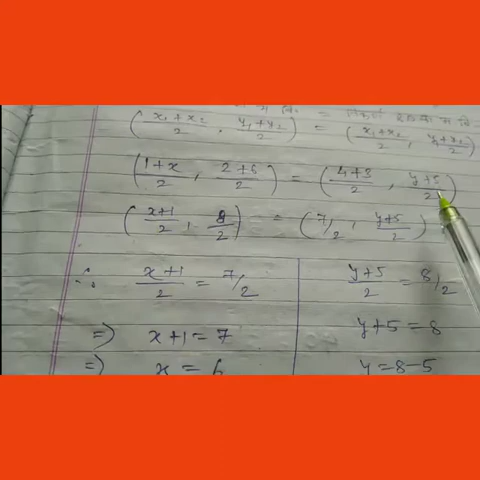 (x₁+x₂/2 , y₁+y₂/2) = (x₁+x₂/2 , y₁+y₂/2)
(1+x/2 , 2+6/2) = (4+3/2 , y+5/2)
(x+1/2 , 8/2) = (7/2 , y+5/2)
∴ x+1/2 = 7/2
⇒ x+1 = 7
⇒ x = 6
y+5/2 = 8/2
y+5 = 8
y = 8-5